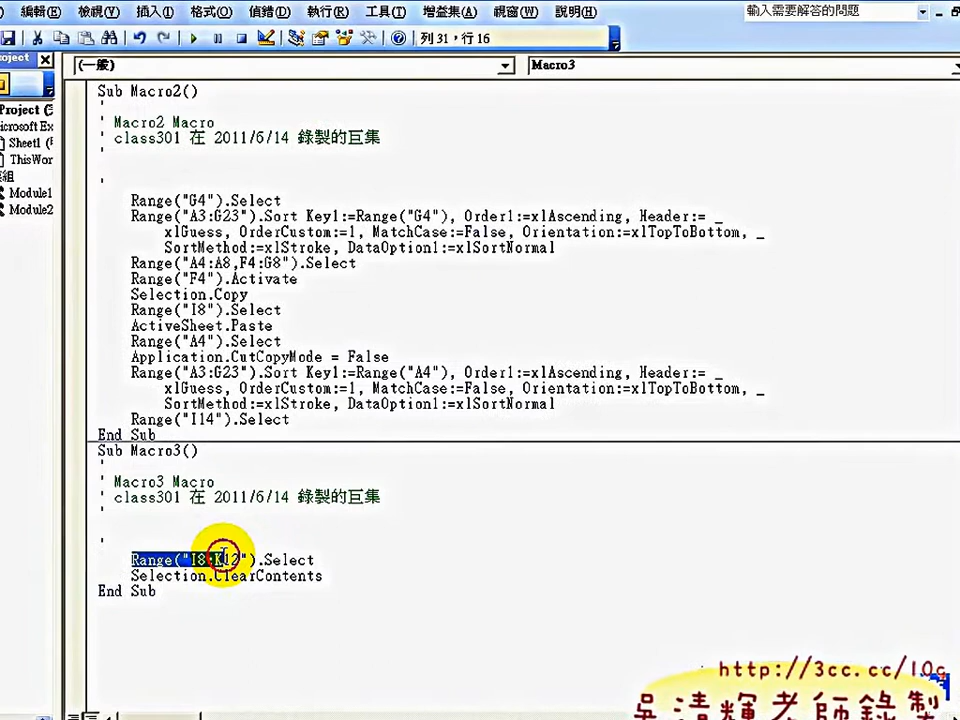 編輯(E) 檢視(V) 插入(I) 格式(O) 偵錯(D) 執行(R) 工具(T) 增益集(A) 視窗(W) 說明(H) 輸入需要解答的問題
列 31，行 16
roject
(一般) Macro3
Project (
icrosoft Ex
Sheet1 (
ThisWor
組
Module1
Module2
Sub Macro2()
'
' Macro2 Macro
' class301 在 2011/6/14 錄製的巨集
'
'
Range("G4").Select
Range("A3:G23").Sort Key1:=Range("G4"), Order1:=xlAscending, Header:= _
xlGuess, OrderCustom:=1, MatchCase:=False, Orientation:=xlTopToBottom, _
SortMethod:=xlStroke, DataOption1:=xlSortNormal
Range("A4:A8,F4:G8").Select
Range("F4").Activate
Selection.Copy
Range("I8").Select
ActiveSheet.Paste
Range("A4").Select
Application.CutCopyMode = False
Range("A3:G23").Sort Key1:=Range("A4"), Order1:=xlAscending, Header:= _
xlGuess, OrderCustom:=1, MatchCase:=False, Orientation:=xlTopToBottom, _
SortMethod:=xlStroke, DataOption1:=xlSortNormal
Range("I14").Select
End Sub
Sub Macro3()
'
' Macro3 Macro
' class301 在 2011/6/14 錄製的巨集
'
'
Range("I8:K12").Select
Selection.ClearContents
End Sub
http://3cc.cc/10g
吳清輝老師錄製